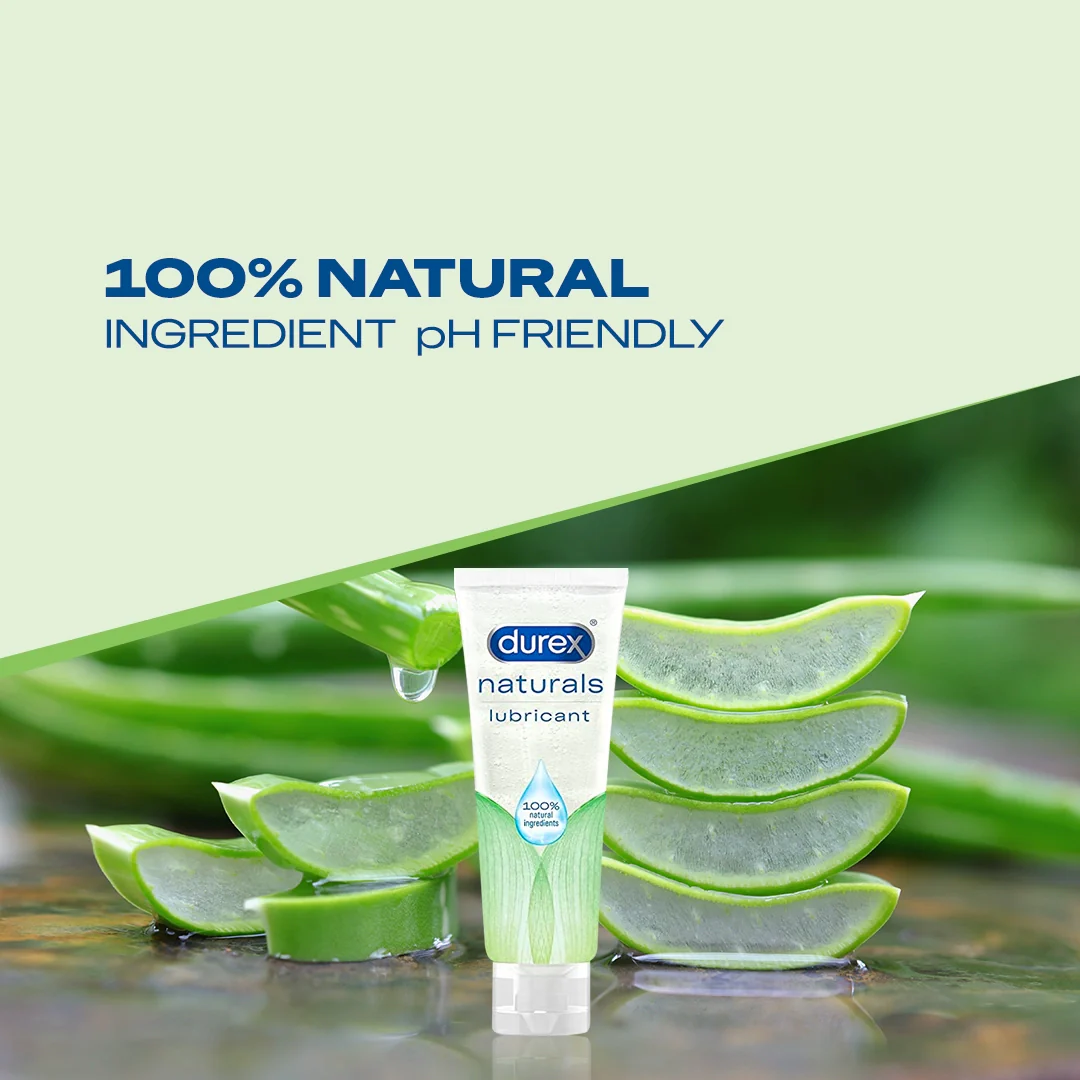 100% NATURAL
INGREDIENT pH FRIENDLY
durex®
naturals
lubricant
100%
natural
ingredients